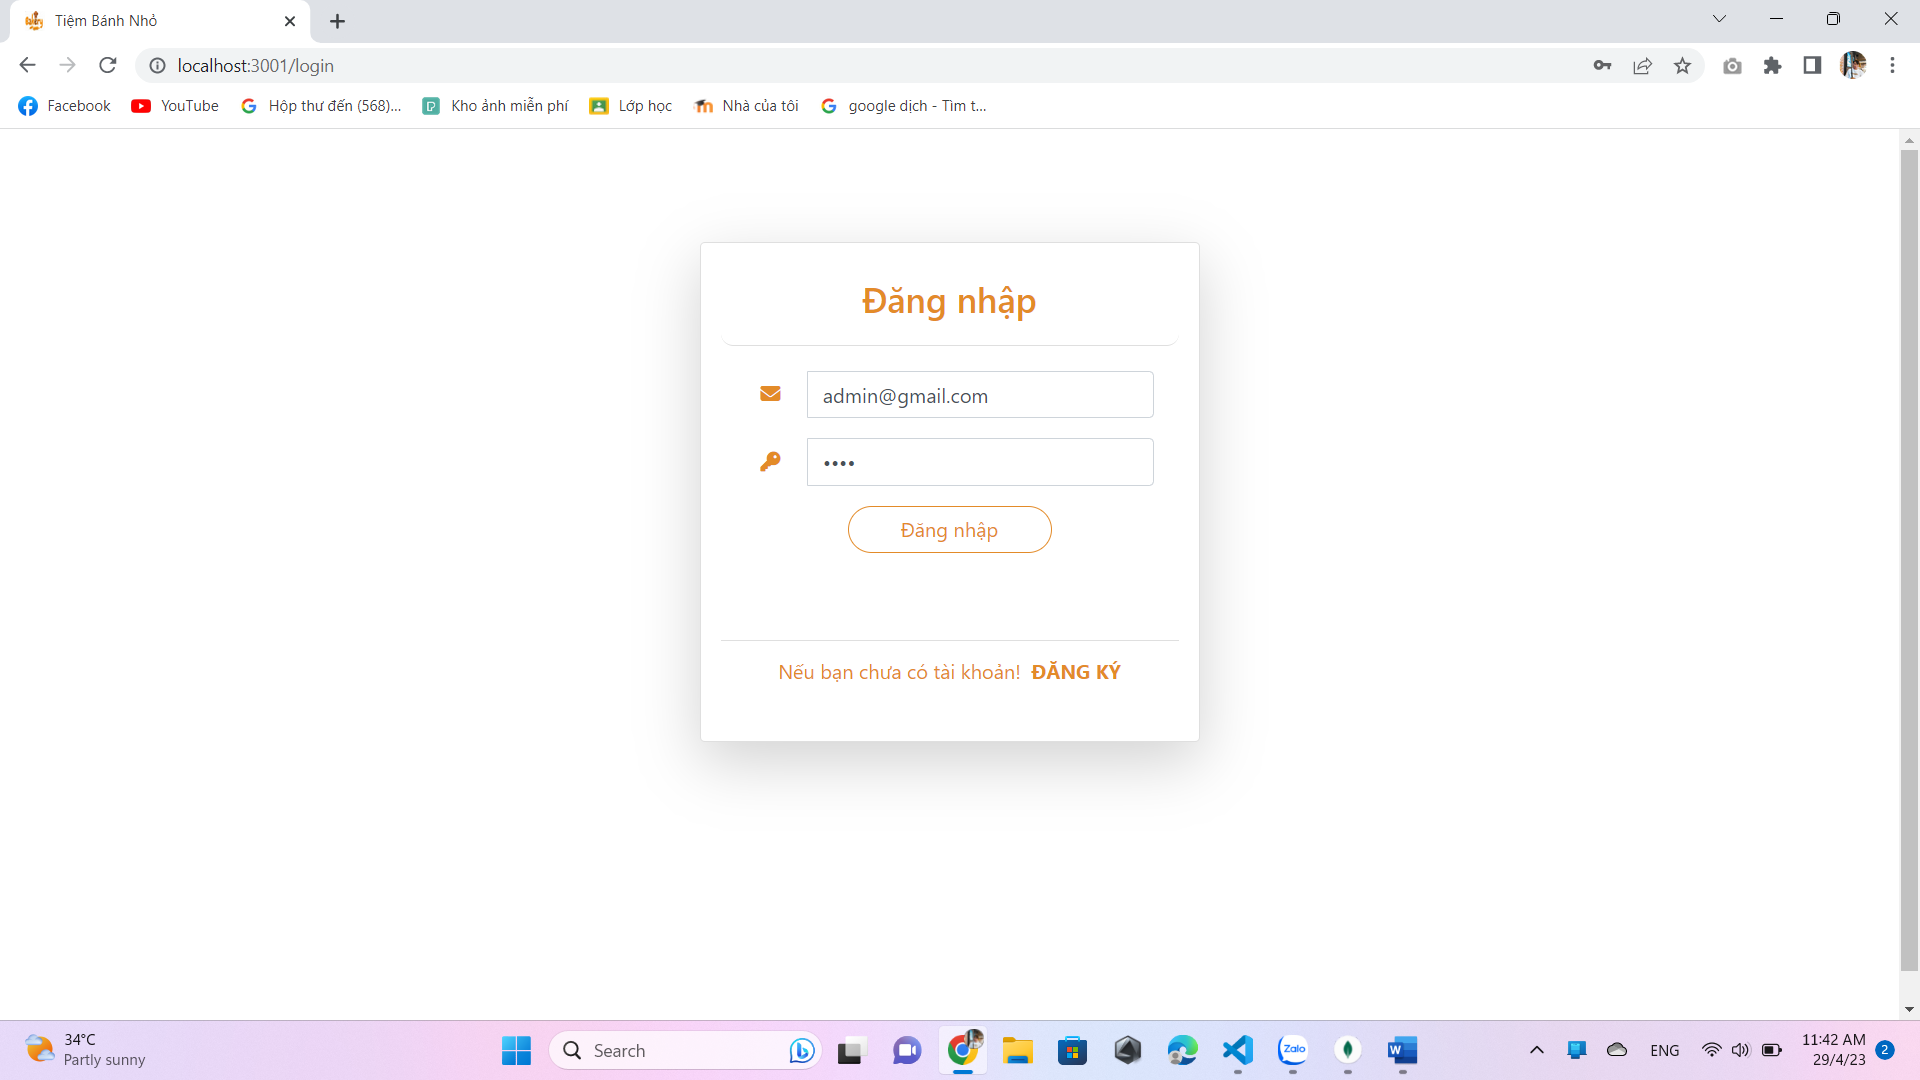 Tiệm Bánh Nhỏ
localhost:3001/login
Facebook YouTube Hộp thư đến (568)... Kho ảnh miễn phí Lớp học Nhà của tôi google dịch - Tìm t...
Đăng nhập
admin@gmail.com
••••
Đăng nhập
Nếu bạn chưa có tài khoản! ĐĂNG KÝ
34°C
Partly sunny
Search
Zalo
W
ENG
11:42 AM
29/4/23
2